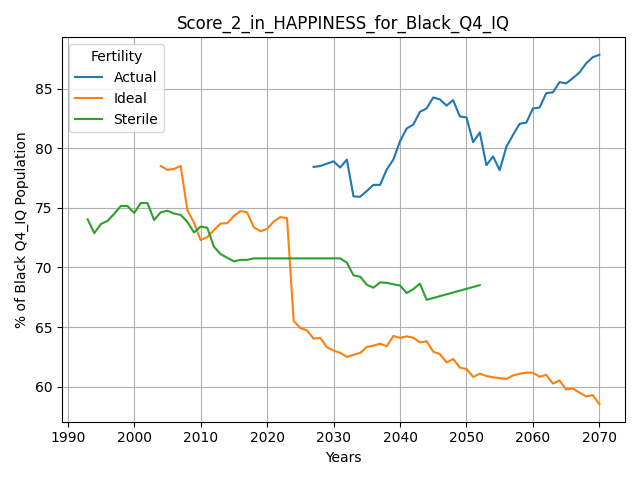 Score_2_in_HAPPINESS_for_Black_Q4_IQ
Fertility
Actual
Ideal
Sterile
% of Black Q4_IQ Population
85
80
75
70
65
60
1990 2000 2010 2020 2030 2040 2050 2060 2070
Years